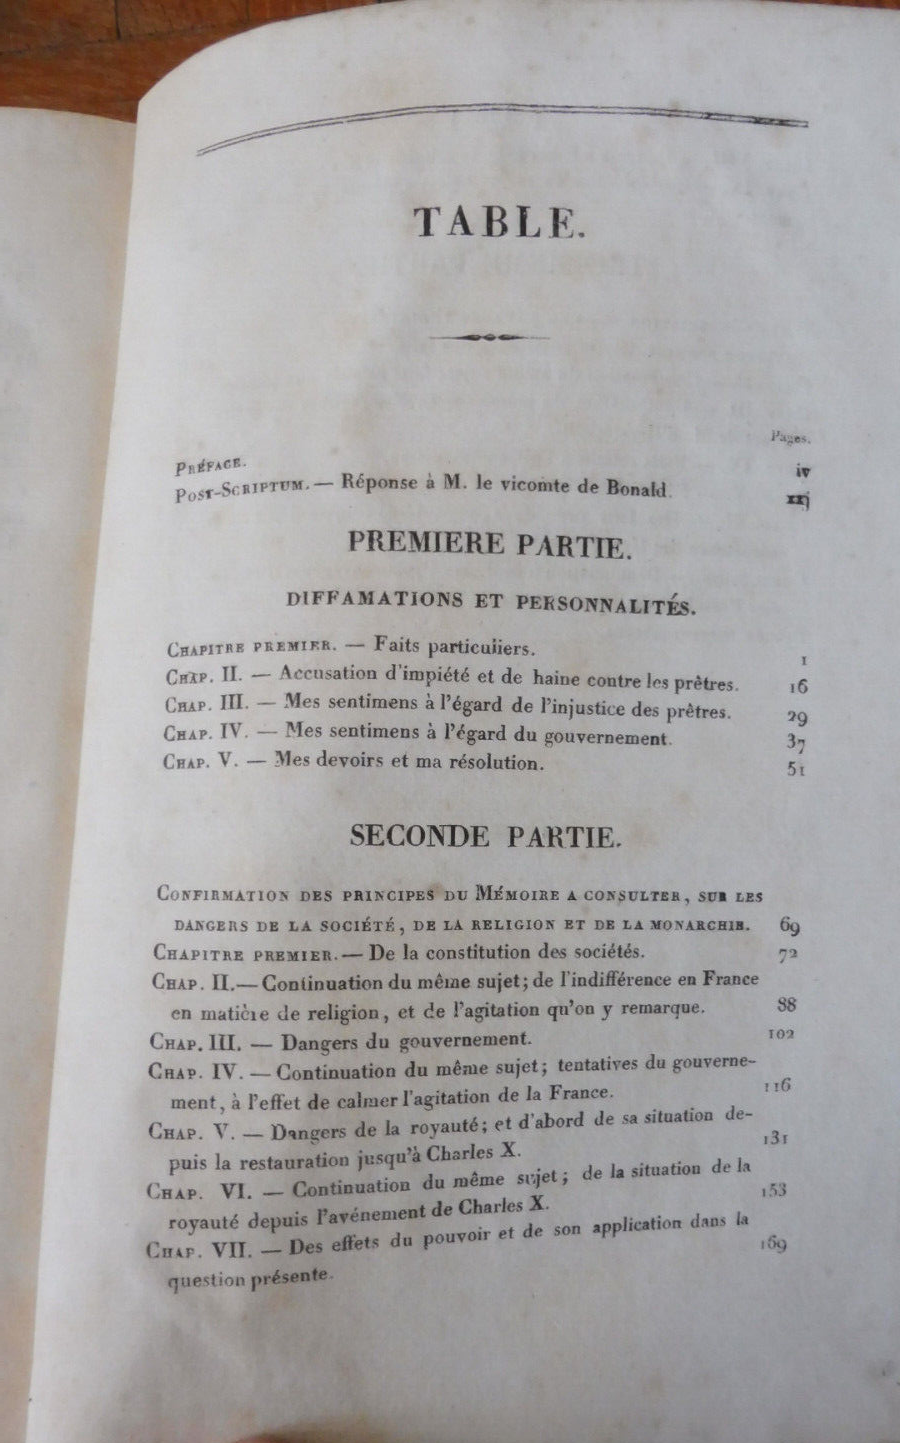 TABLE.
Pages.
PRÉFACE. iv
POST-SCRIPTUM. — Réponse à M. le vicomte de Bonald. xxj
PREMIERE PARTIE.
DIFFAMATIONS ET PERSONNALITÉS.
CHAPITRE PREMIER. — Faits particuliers. 1
CHAP. II. — Accusation d'impiété et de haine contre les prêtres. 16
CHAP. III. — Mes sentimens à l'égard de l'injustice des prêtres. 29
CHAP. IV. — Mes sentimens à l'égard du gouvernement. 37
CHAP. V. — Mes devoirs et ma résolution. 51
SECONDE PARTIE.
CONFIRMATION DES PRINCIPES DU MÉMOIRE A CONSULTER, SUR LES
DANGERS DE LA SOCIÉTÉ, DE LA RELIGION ET DE LA MONARCHIE. 69
CHAPITRE PREMIER. — De la constitution des sociétés. 72
CHAP. II. — Continuation du même sujet; de l'indifférence en France
en matière de religion, et de l'agitation qu'on y remarque. 88
CHAP. III. — Dangers du gouvernement. 102
CHAP. IV. — Continuation du même sujet; tentatives du gouverne-
ment, à l'effet de calmer l'agitation de la France. 116
CHAP. V. — Dangers de la royauté; et d'abord de sa situation de-
puis la restauration jusqu'à Charles X. 131
CHAP. VI. — Continuation du même sujet; de la situation de la
royauté depuis l'avénement de Charles X. 153
CHAP. VII. — Des effets du pouvoir et de son application dans la
question présente. 169